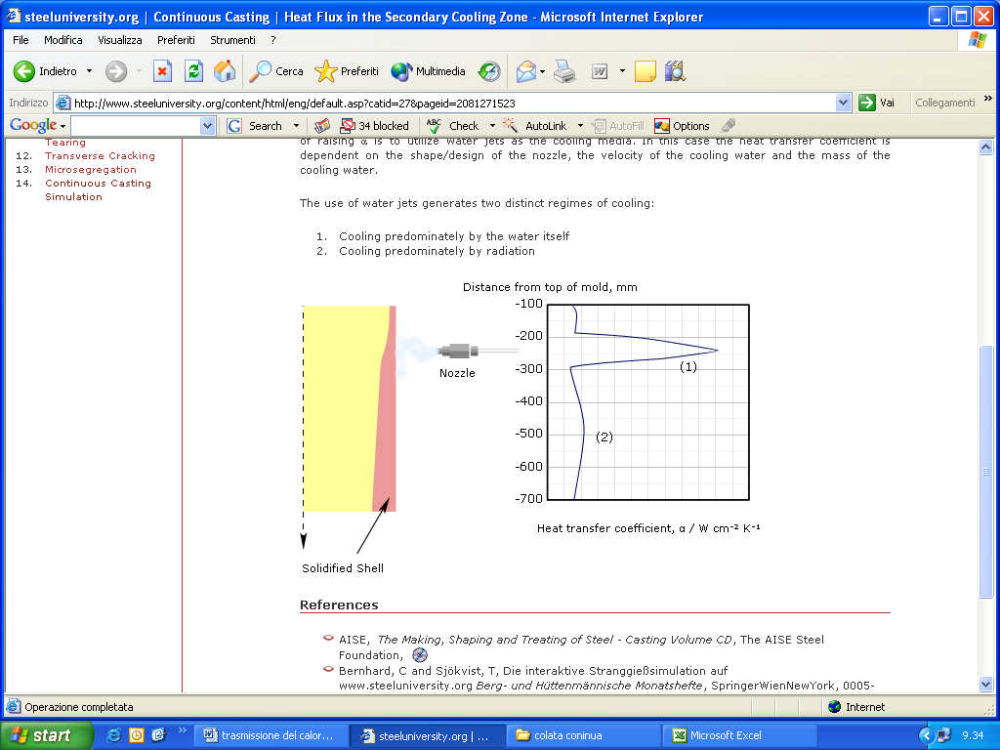 steeluniversity.org | Continuous Casting | Heat Flux in the Secondary Cooling Zone - Microsoft Internet Explorer
File Modifica Visualizza Preferiti Strumenti ?
Indietro Cerca Preferiti Multimedia
Indirizzo http://www.steeluniversity.org/content/html/eng/default.asp?catid=27&pageid=2081271523 Vai Collegamenti »
Google Search 34 blocked Check AutoLink AutoFill Options
Tearing
12. Transverse Cracking
13. Microsegregation
14. Continuous Casting
Simulation
of raising α is to utilize water jets as the cooling media. In this case the heat transfer coefficient is
dependent on the shape/design of the nozzle, the velocity of the cooling water and the mass of the
cooling water.
The use of water jets generates two distinct regimes of cooling:
1. Cooling predominately by the water itself
2. Cooling predominately by radiation
Distance from top of mold, mm
-100
-200
-300
-400
-500
-600
-700
(1)
(2)
Nozzle
Heat transfer coefficient, α / W cm⁻² K⁻¹
Solidified Shell
References
AISE, The Making, Shaping and Treating of Steel - Casting Volume CD, The AISE Steel
Foundation,
Bernhard, C and Sjökvist, T, Die interaktive Stranggießsimulation auf
www.steeluniversity.org Berg- und Hüttenmännische Monatshefte, SpringerWienNewYork, 0005-
Operazione completata Internet
start » trasmissione del calor... steeluniversity.org | ... colata coninua Microsoft Excel 9.34